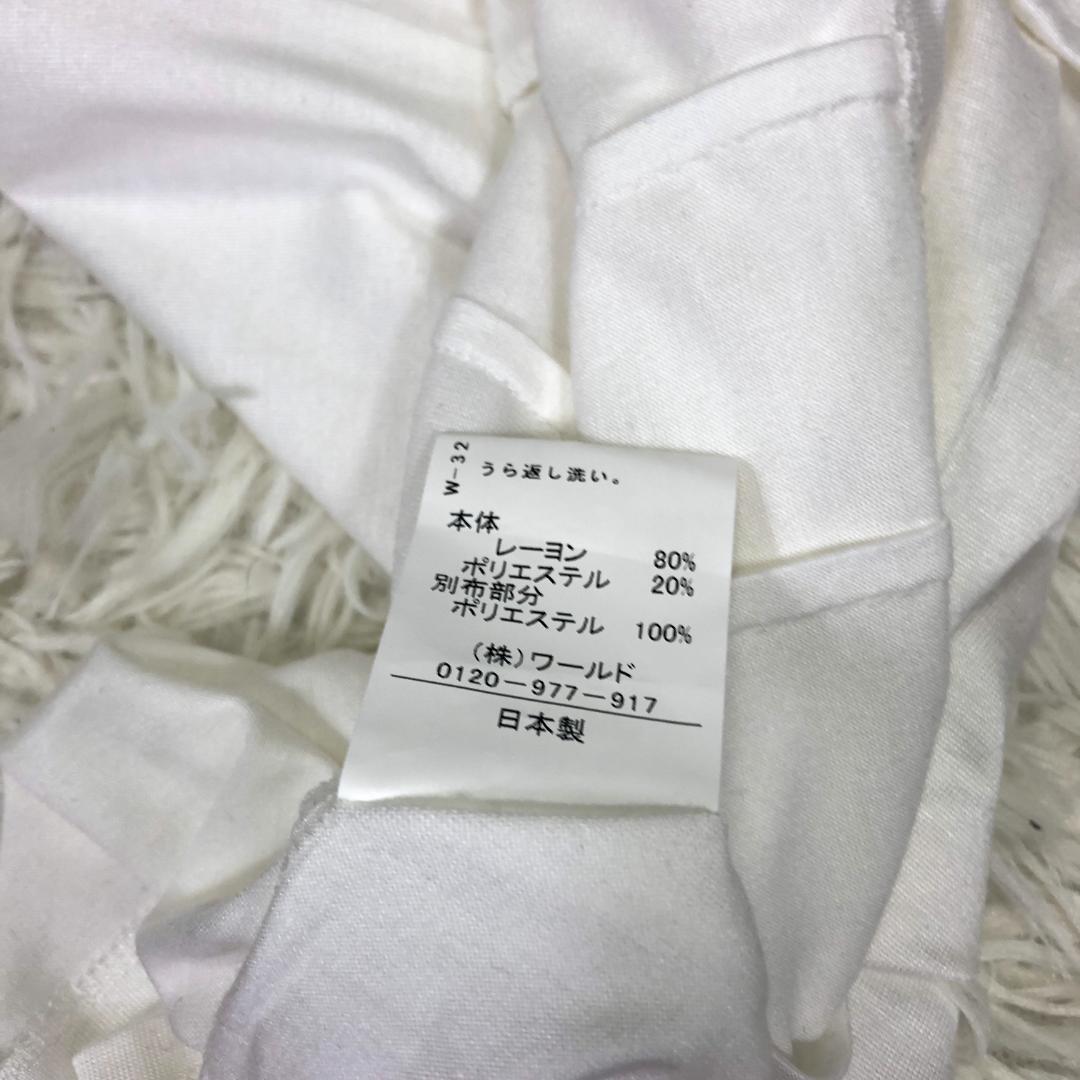 W-32
うら返し洗い。
本体
レーヨン 80%
ポリエステル 20%
別布部分
ポリエステル 100%
(株)ワールド
0120-977-917
日本製